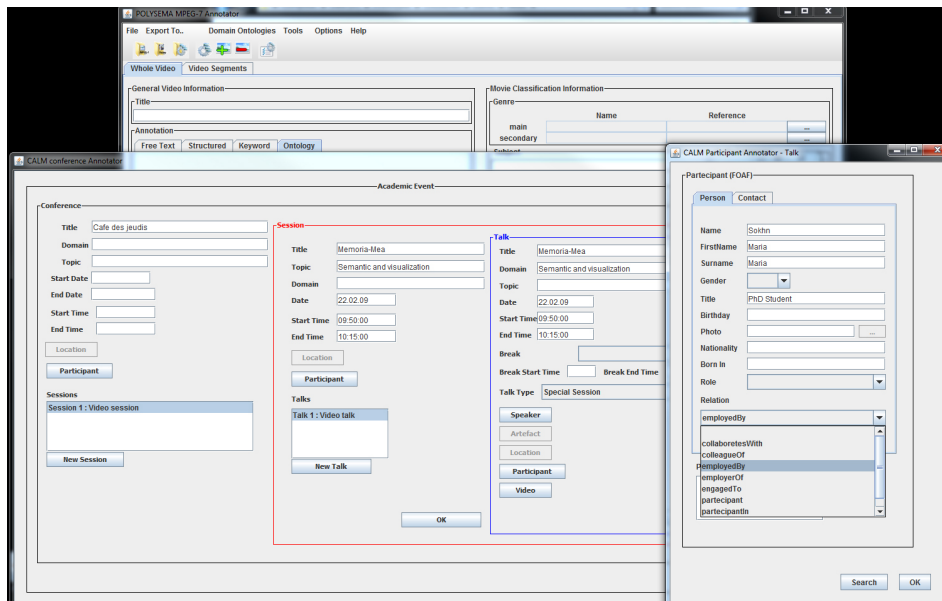 POLYSEMA MPEG-7 Annotator
File Export To.. Domain Ontologies Tools Options Help
Whole Video Video Segments
General Video Information
Title
Annotation
Free Text Structured Keyword Ontology
Movie Classification Information
Genre
Name Reference
main ...
secondary ...
CALM conference Annotator
Academic Event
Conference
Title Cafe des jeudis
Domain
Topic
Start Date
End Date
Start Time
End Time
Location
Participant
Sessions
Session 1 : Video session
New Session
Session
Title Memoria-Mea
Topic Semantic and visualization
Domain
Date 22.02.09
Start Time 09:50:00
End Time 10:15:00
Location
Participant
Talks
Talk 1 : Video talk
New Talk
OK
Talk
Title Memoria-Mea
Domain Semantic and visualization
Topic
Date 22.02.09
Start Time 09:50:00
End Time 10:15:00
Break
Break Start Time Break End Time
Talk Type Special Session
Speaker
Artefact
Location
Participant
Video
CALM Participant Annotator - Talk
Partecipant (FOAF)
Person Contact
Name Sokhn
FirstName Maria
Surname Maria
Gender
Title PhD Student
Birthday
Photo ...
Nationality
Born In
Role
Relation
employedBy
collaboretesWith
colleagueOf
employedBy
employerOf
engagedTo
partecipant
partecipantIn
Search OK